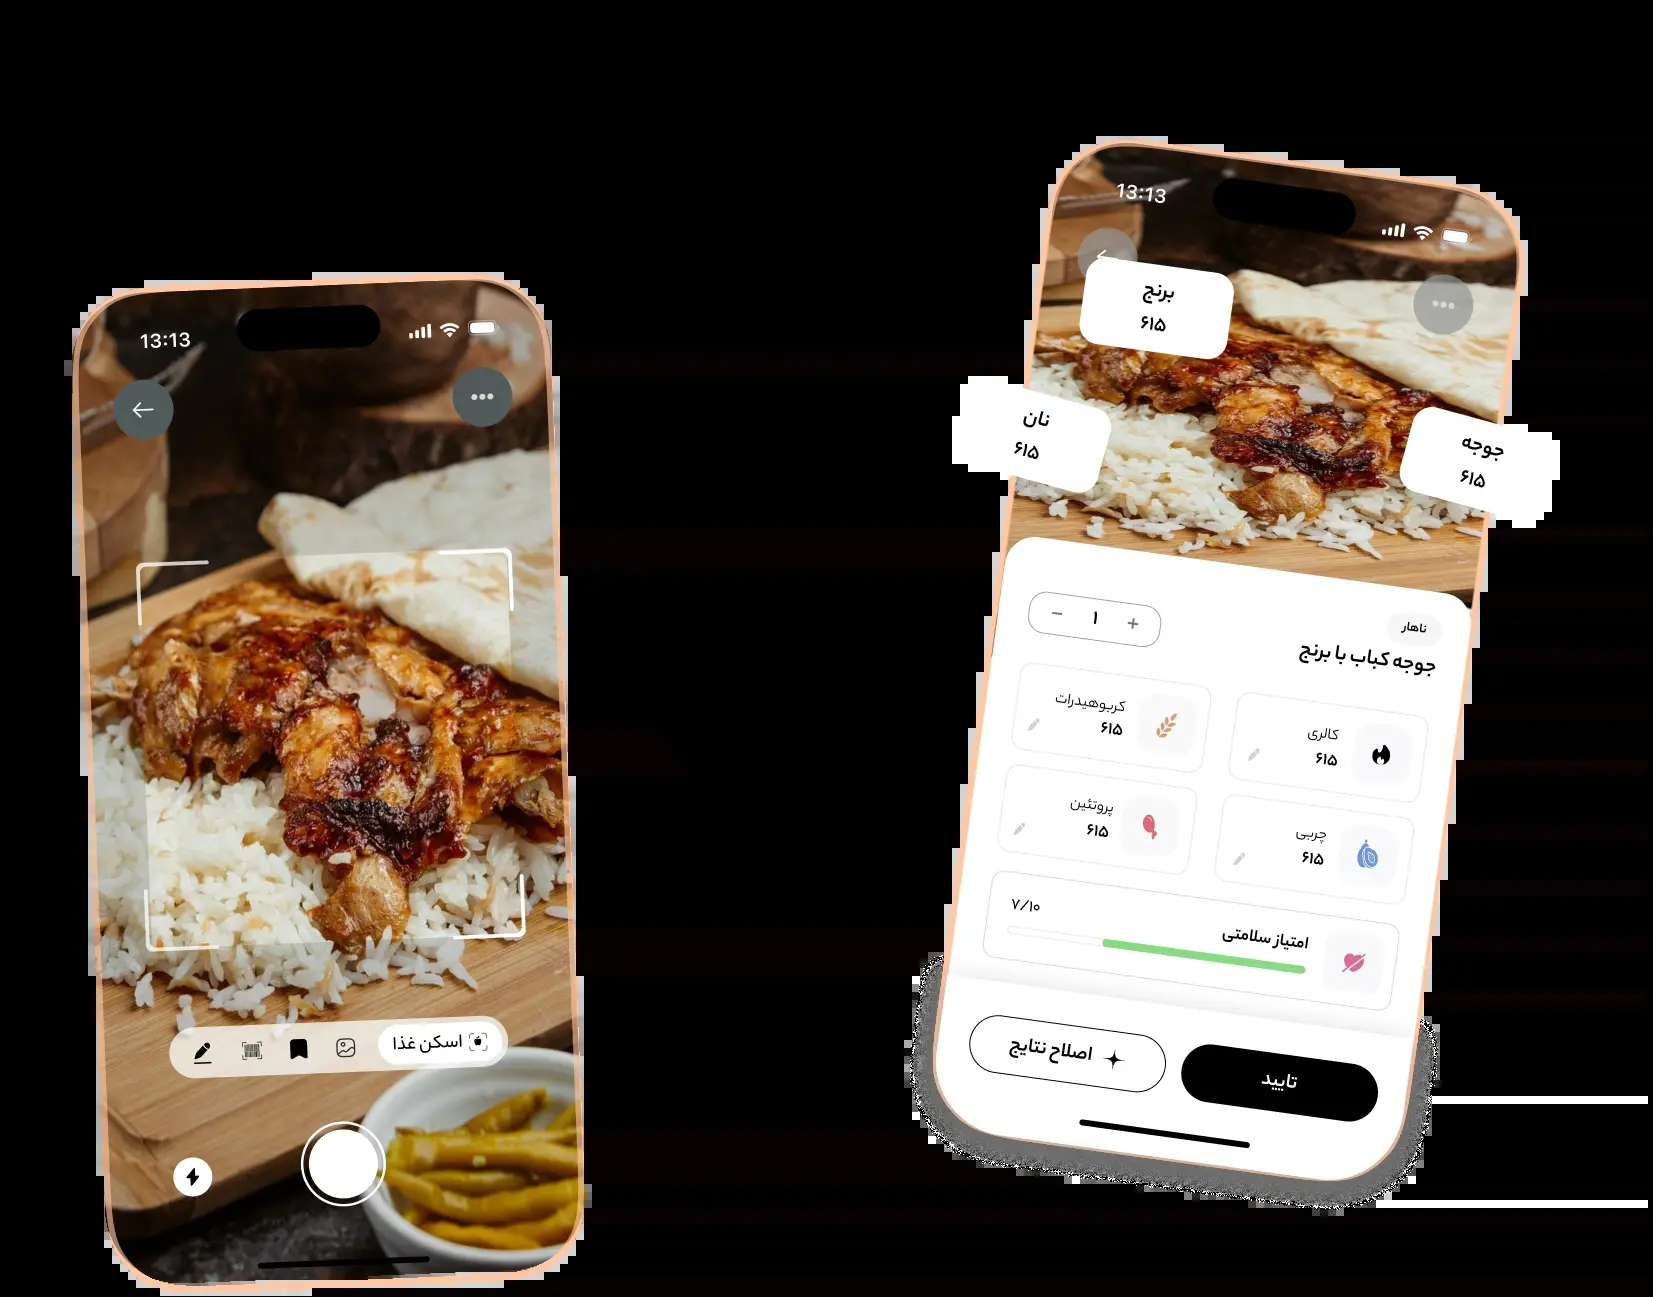 13:13
اسکن غذا
13:13
برنج
۶۱۵
نان
۶۱۵
جوجه
۶۱۵
ناهار
جوجه کباب با برنج
− ۱ +
کالری
۶۱۵
کربوهیدرات
۶۱۵
چربی
۶۱۵
پروتئین
۶۱۵
امتیاز سلامتی
۷/۱۰
تایید
اصلاح نتایج